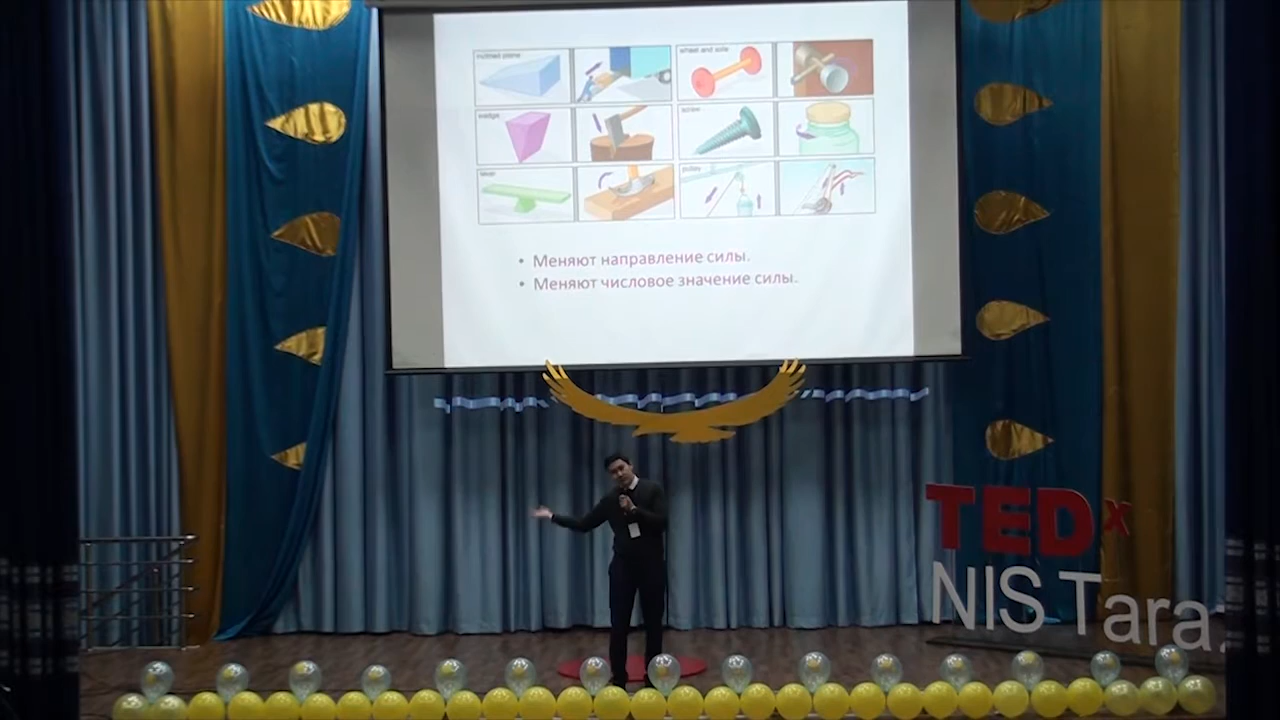 inclined plane
wheel and axle
wedge
screw
lever
pulley
• Меняют направление силы.
• Меняют числовое значение силы.
TEDx
NIS Tara.